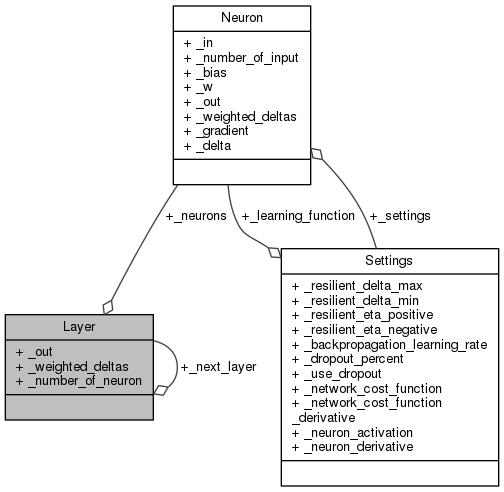 Neuron
+ _in
+ _number_of_input
+ _bias
+ _w
+ _out
+ _weighted_deltas
+ _gradient
+ _delta
+_neurons
+_learning_function
+_settings
Settings
+ _resilient_delta_max
+ _resilient_delta_min
+ _resilient_eta_positive
+ _resilient_eta_negative
+ _backpropagation_learning_rate
+ _dropout_percent
+ _use_dropout
+ _network_cost_function
+ _network_cost_function
_derivative
+ _neuron_activation
+ _neuron_derivative
Layer
+ _out
+ _weighted_deltas
+ _number_of_neuron
+_next_layer